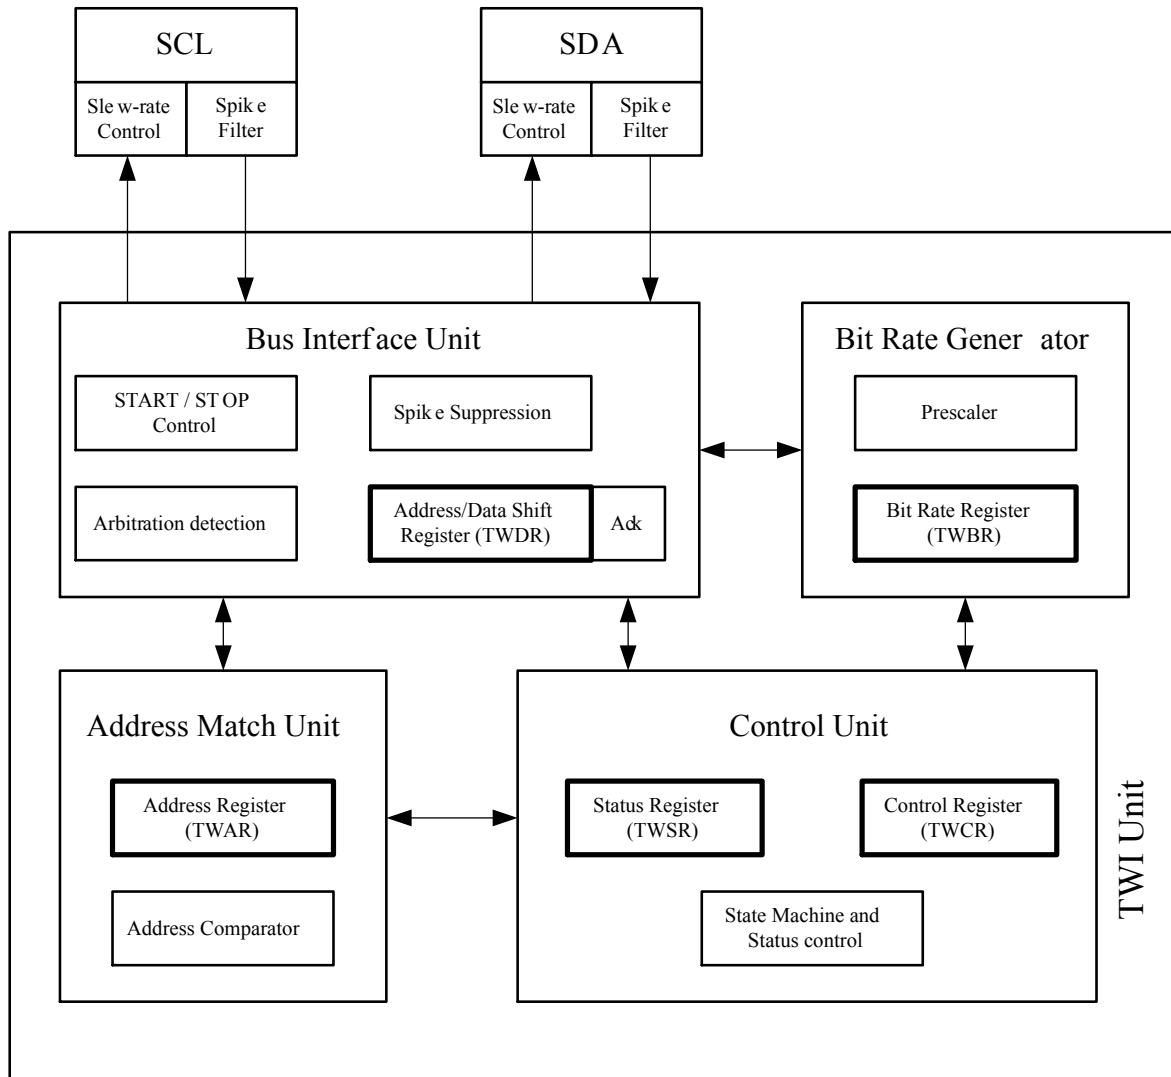 SCL
SDA
Slew-rate
Control
Spike
Filter
Slew-rate
Control
Spike
Filter
Bus Interface Unit
START / STOP
Control
Spike Suppression
Arbitration detection
Address/Data Shift
Register (TWDR)
Ack
Bit Rate Generator
Prescaler
Bit Rate Register
(TWBR)
Address Match Unit
Address Register
(TWAR)
Address Comparator
Control Unit
Status Register
(TWSR)
Control Register
(TWCR)
State Machine and
Status control
TWI Unit